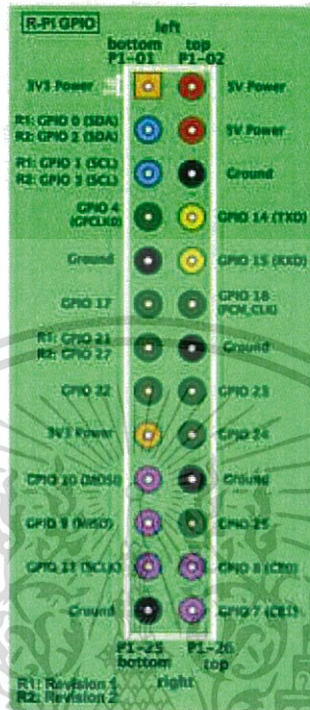 R-PI GPIO
left
bottom top
P1-01 P1-02
3V3 Power 5V Power
R1: GPIO 0 (SDA)
R2: GPIO 2 (SDA) 5V Power
R1: GPIO 1 (SCL)
R2: GPIO 3 (SCL) Ground
GPIO 4
(GPCLK0) GPIO 14 (TXD)
Ground GPIO 15 (RXD)
GPIO 17 GPIO 18
(PCM_CLK)
R1: GPIO 21
R2: GPIO 27 Ground
GPIO 22 GPIO 23
3V3 Power GPIO 24
GPIO 10 (MOSI) Ground
GPIO 9 (MISO) GPIO 25
GPIO 11 (SCLK) GPIO 8 (CE0)
Ground GPIO 7 (CE1)
P1-25 P1-26
bottom top
R1: Revision 1 right
R2: Revision 2